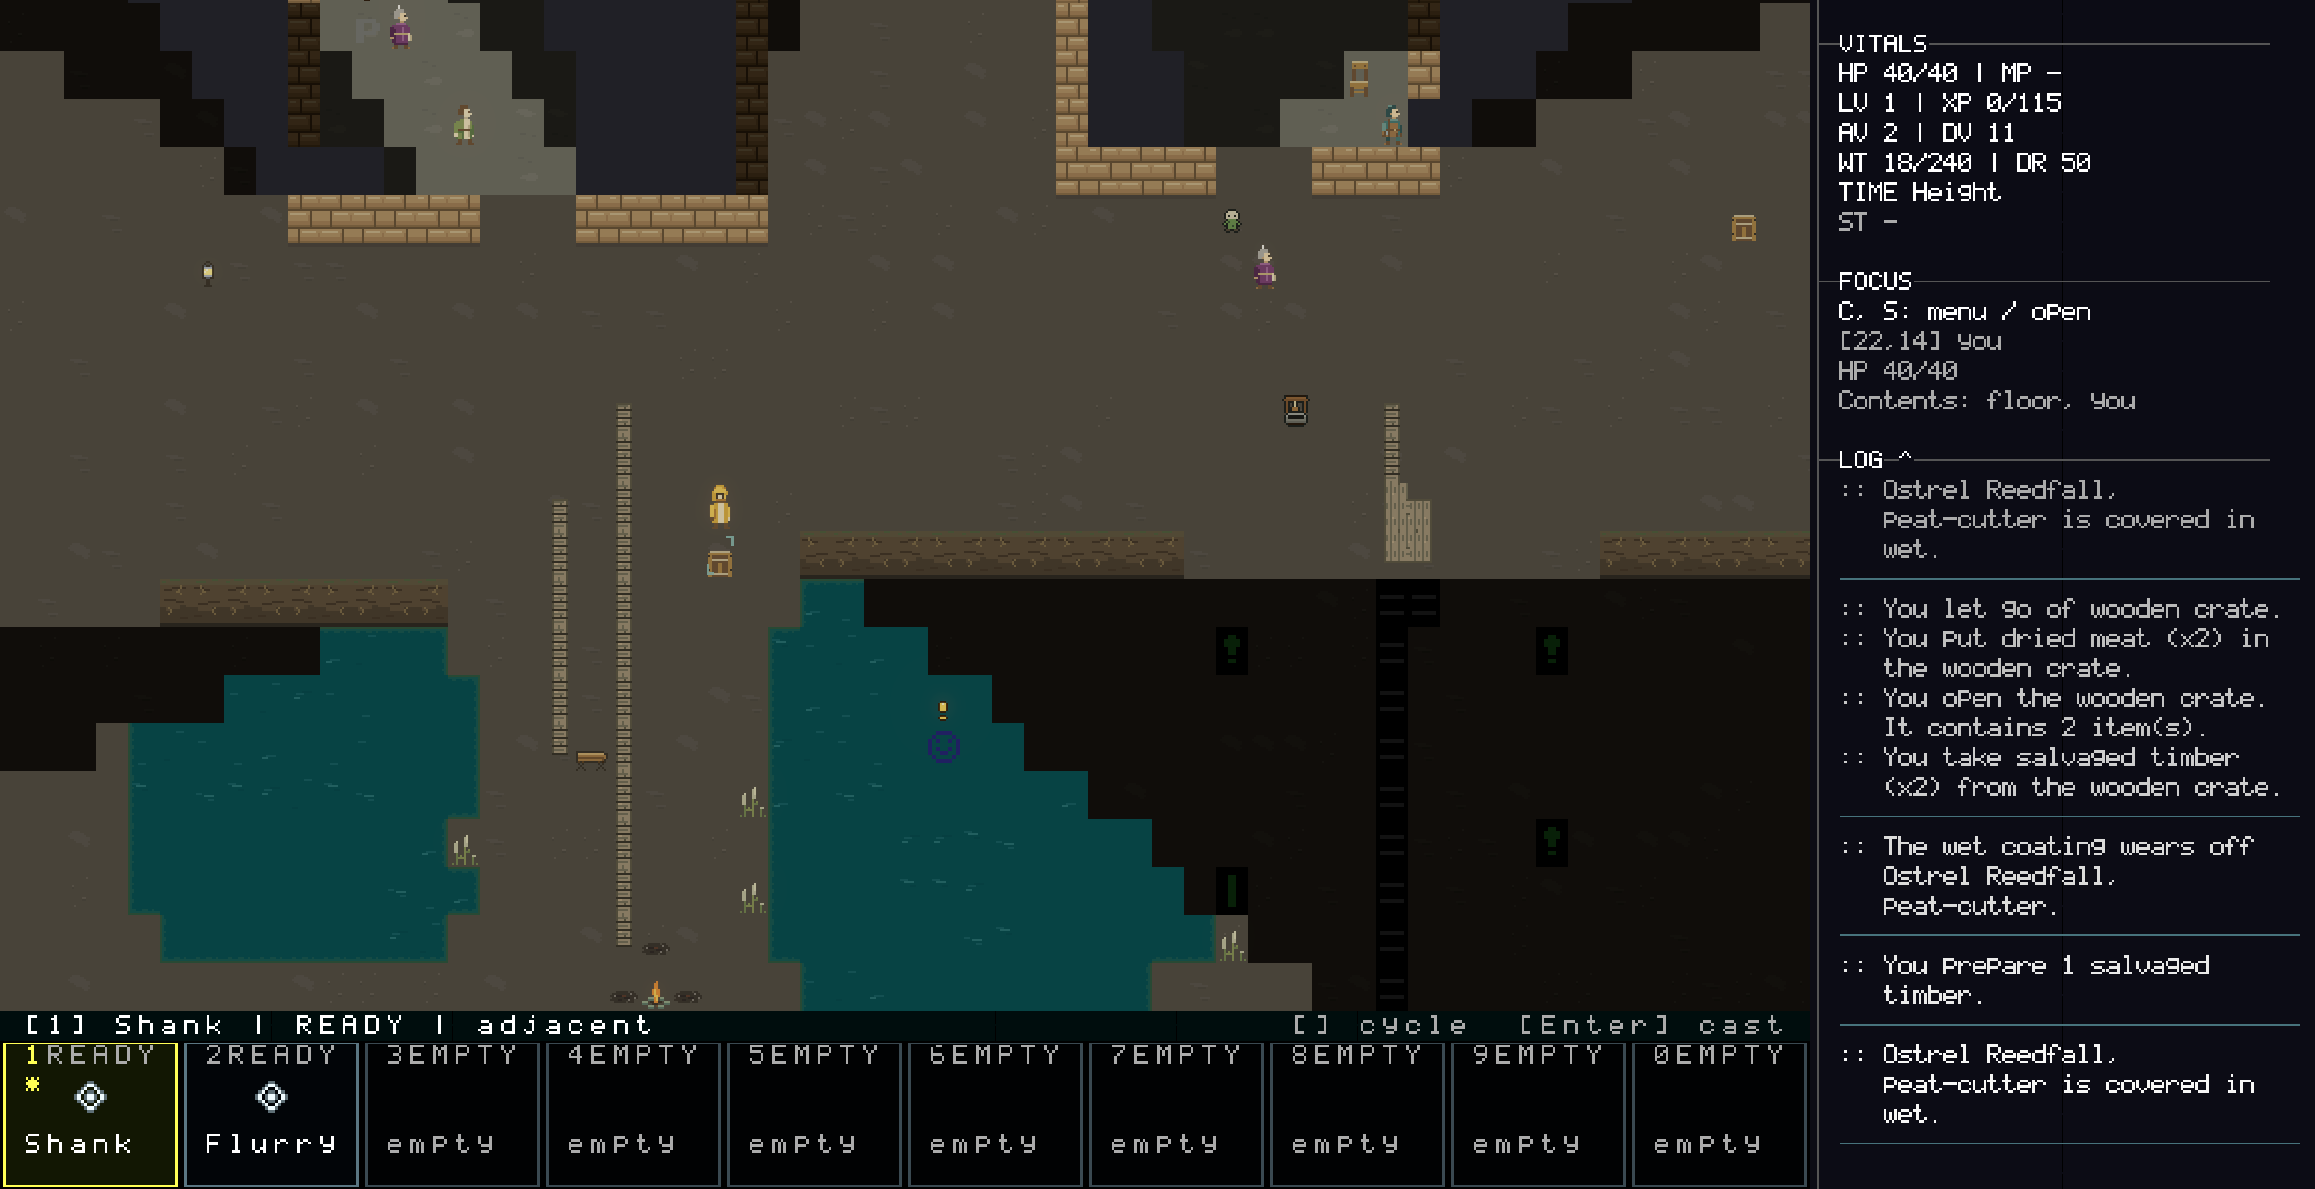 VITALS
HP 40/40 | MP -
LV 1 | XP 0/115
AV 2 | DV 11
WT 18/240 | DR 50
TIME Height
ST -
FOCUS
C, S: menu / open
[22,14] you
HP 40/40
Contents: floor, you
LOG ^
:: Ostrel Reedfall,
peat-cutter is covered in
wet.
:: You let go of wooden crate.
:: You put dried meat (x2) in
the wooden crate.
:: You open the wooden crate.
It contains 2 item(s).
:: You take salvaged timber
(x2) from the wooden crate.
:: The wet coating wears off
Ostrel Reedfall,
peat-cutter.
:: You prepare 1 salvaged
timber.
:: Ostrel Reedfall,
peat-cutter is covered in
wet.
[1] Shank | READY | adjacent [] cycle [Enter] cast
1READY 2READY 3EMPTY 4EMPTY 5EMPTY 6EMPTY 7EMPTY 8EMPTY 9EMPTY 0EMPTY
Shank Flurry empty empty empty empty empty empty empty empty